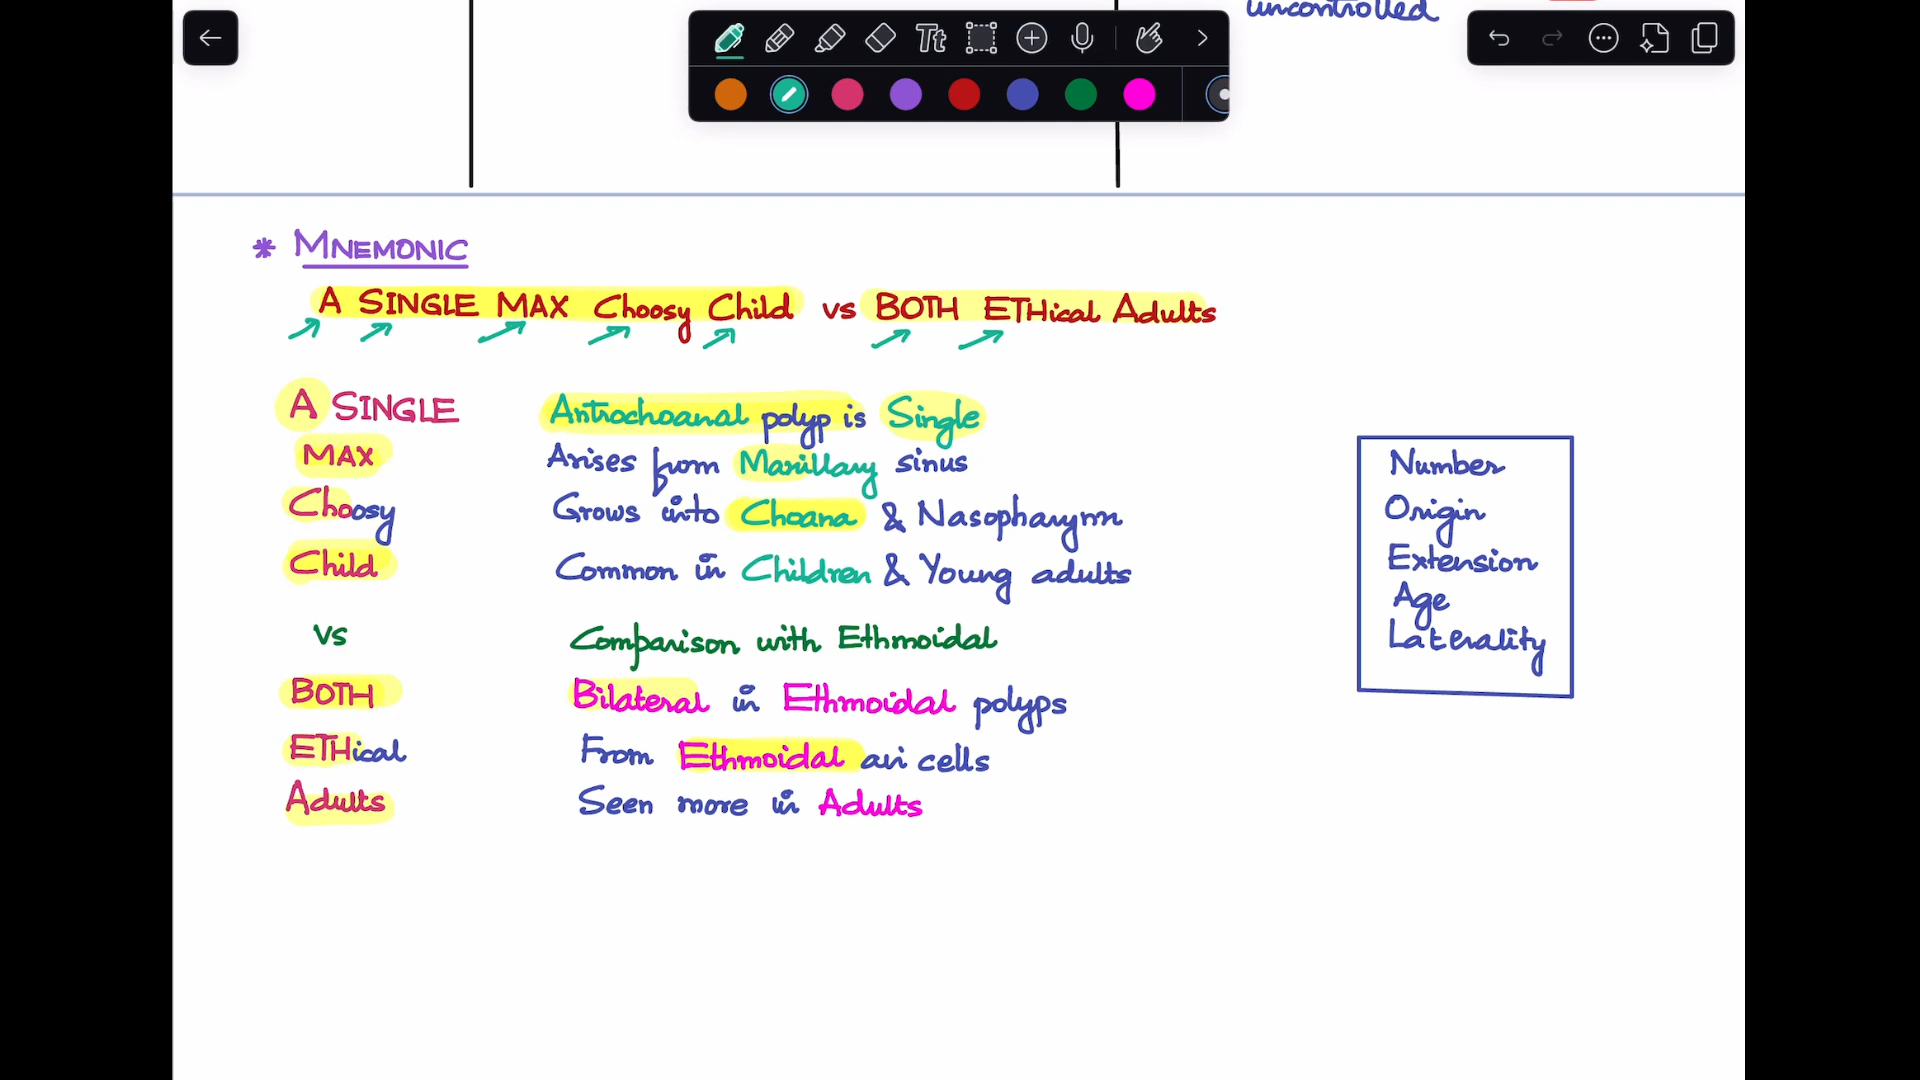 uncontrolled
Tt
* MNEMONIC
A SINGLE MAX Choosy Child vs BOTH ETHical Adults
A SINGLE Antrochoanal polyp is Single
MAX Arises from Maxillary sinus
Choosy Grows into Choana & Nasopharynx
Child Common in Children & Young adults
vs Comparison with Ethmoidal
BOTH Bilateral in Ethmoidal polyps
ETHical From Ethmoidal air cells
Adults Seen more in Adults
Number
Origin
Extension
Age
Laterality